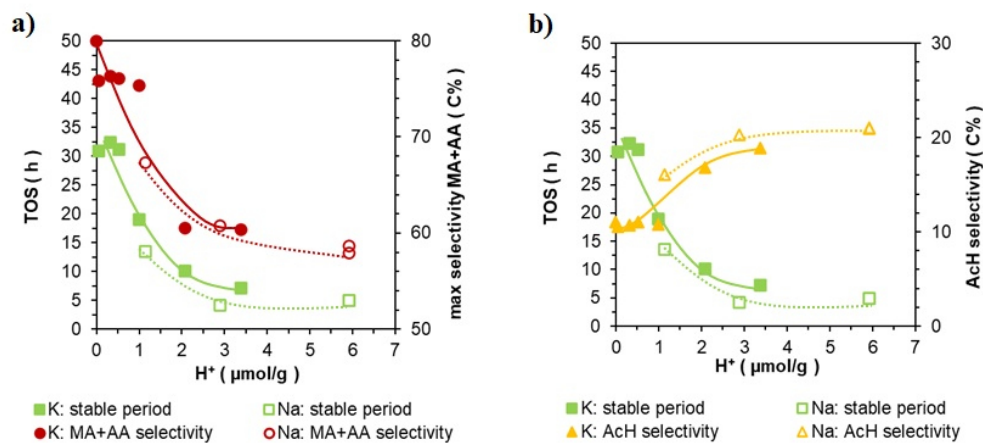 a)
50
45
40
35
30
25
20
15
10
5
0
TOS ( h )
80
70
60
50
max selectivity MA+AA ( C% )
0 1 2 3 4 5 6 7
H⁺ ( µmol/g )
K: stable period Na: stable period
K: MA+AA selectivity Na: MA+AA selectivity
b)
50
45
40
35
30
25
20
15
10
5
0
TOS ( h )
30
20
10
0
AcH selectivity ( C% )
0 1 2 3 4 5 6 7
H⁺ ( µmol/g )
K: stable period Na: stable period
K: AcH selectivity Na: AcH selectivity